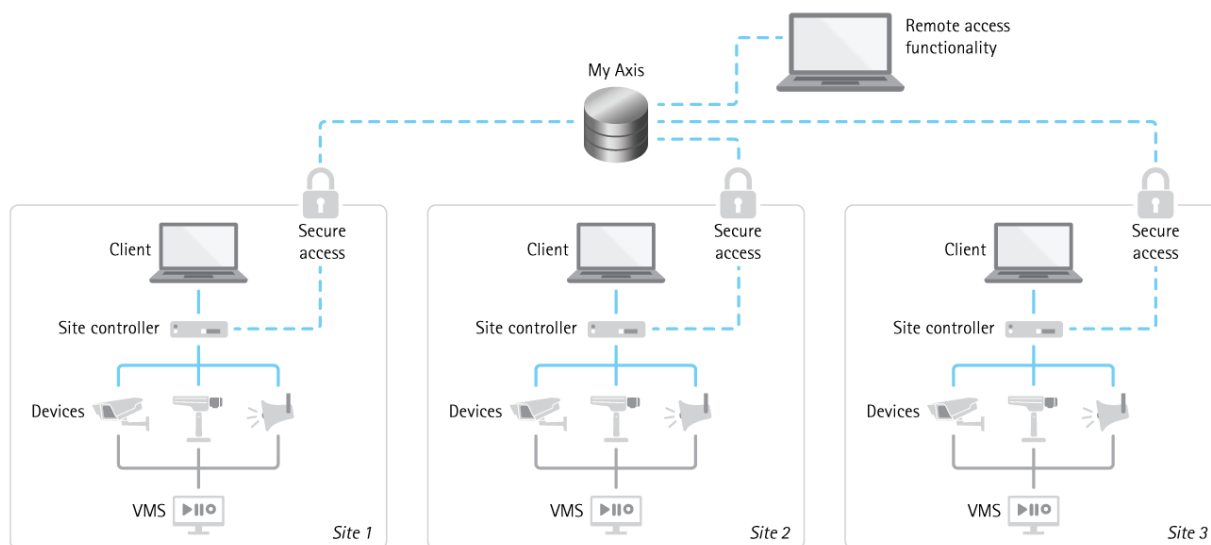 Remote access
functionality
My Axis
Client
Secure
access
Site controller
Devices
VMS
Site 1
Client
Secure
access
Site controller
Devices
VMS
Site 2
Client
Secure
access
Site controller
Devices
VMS
Site 3